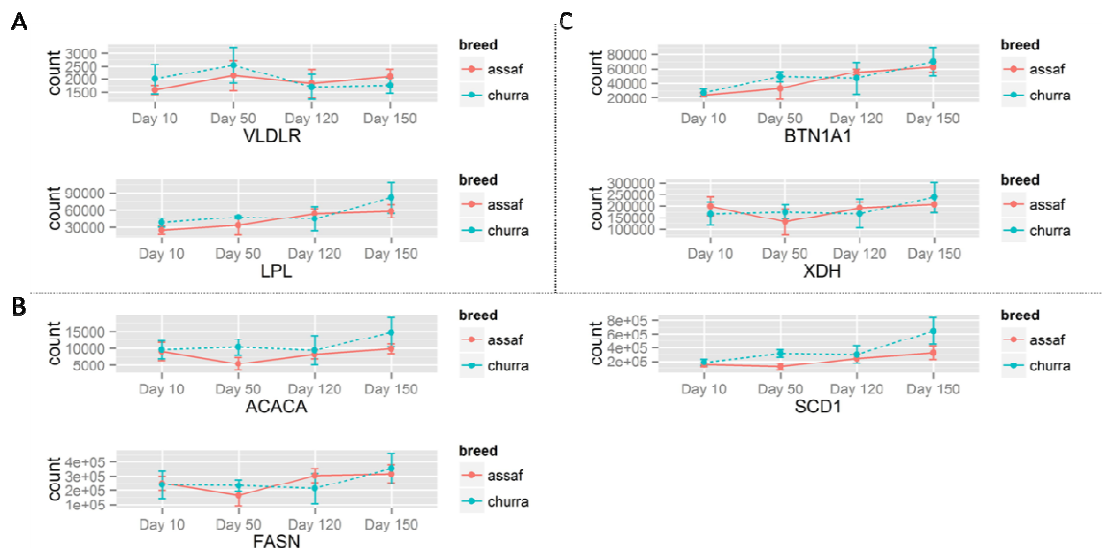 A
count
3000
2500
2000
1500
Day 10 Day 50 Day 120 Day 150
VLDLR
breed
assaf
churra
count
90000
60000
30000
Day 10 Day 50 Day 120 Day 150
LPL
breed
assaf
churra
C
count
80000
60000
40000
20000
Day 10 Day 50 Day 120 Day 150
BTN1A1
breed
assaf
churra
count
300000
250000
200000
150000
100000
Day 10 Day 50 Day 120 Day 150
XDH
breed
assaf
churra
B
count
15000
10000
5000
Day 10 Day 50 Day 120 Day 150
ACACA
breed
assaf
churra
count
8e+05
6e+05
4e+05
2e+05
Day 10 Day 50 Day 120 Day 150
SCD1
breed
assaf
churra
count
4e+05
3e+05
2e+05
1e+05
Day 10 Day 50 Day 120 Day 150
FASN
breed
assaf
churra